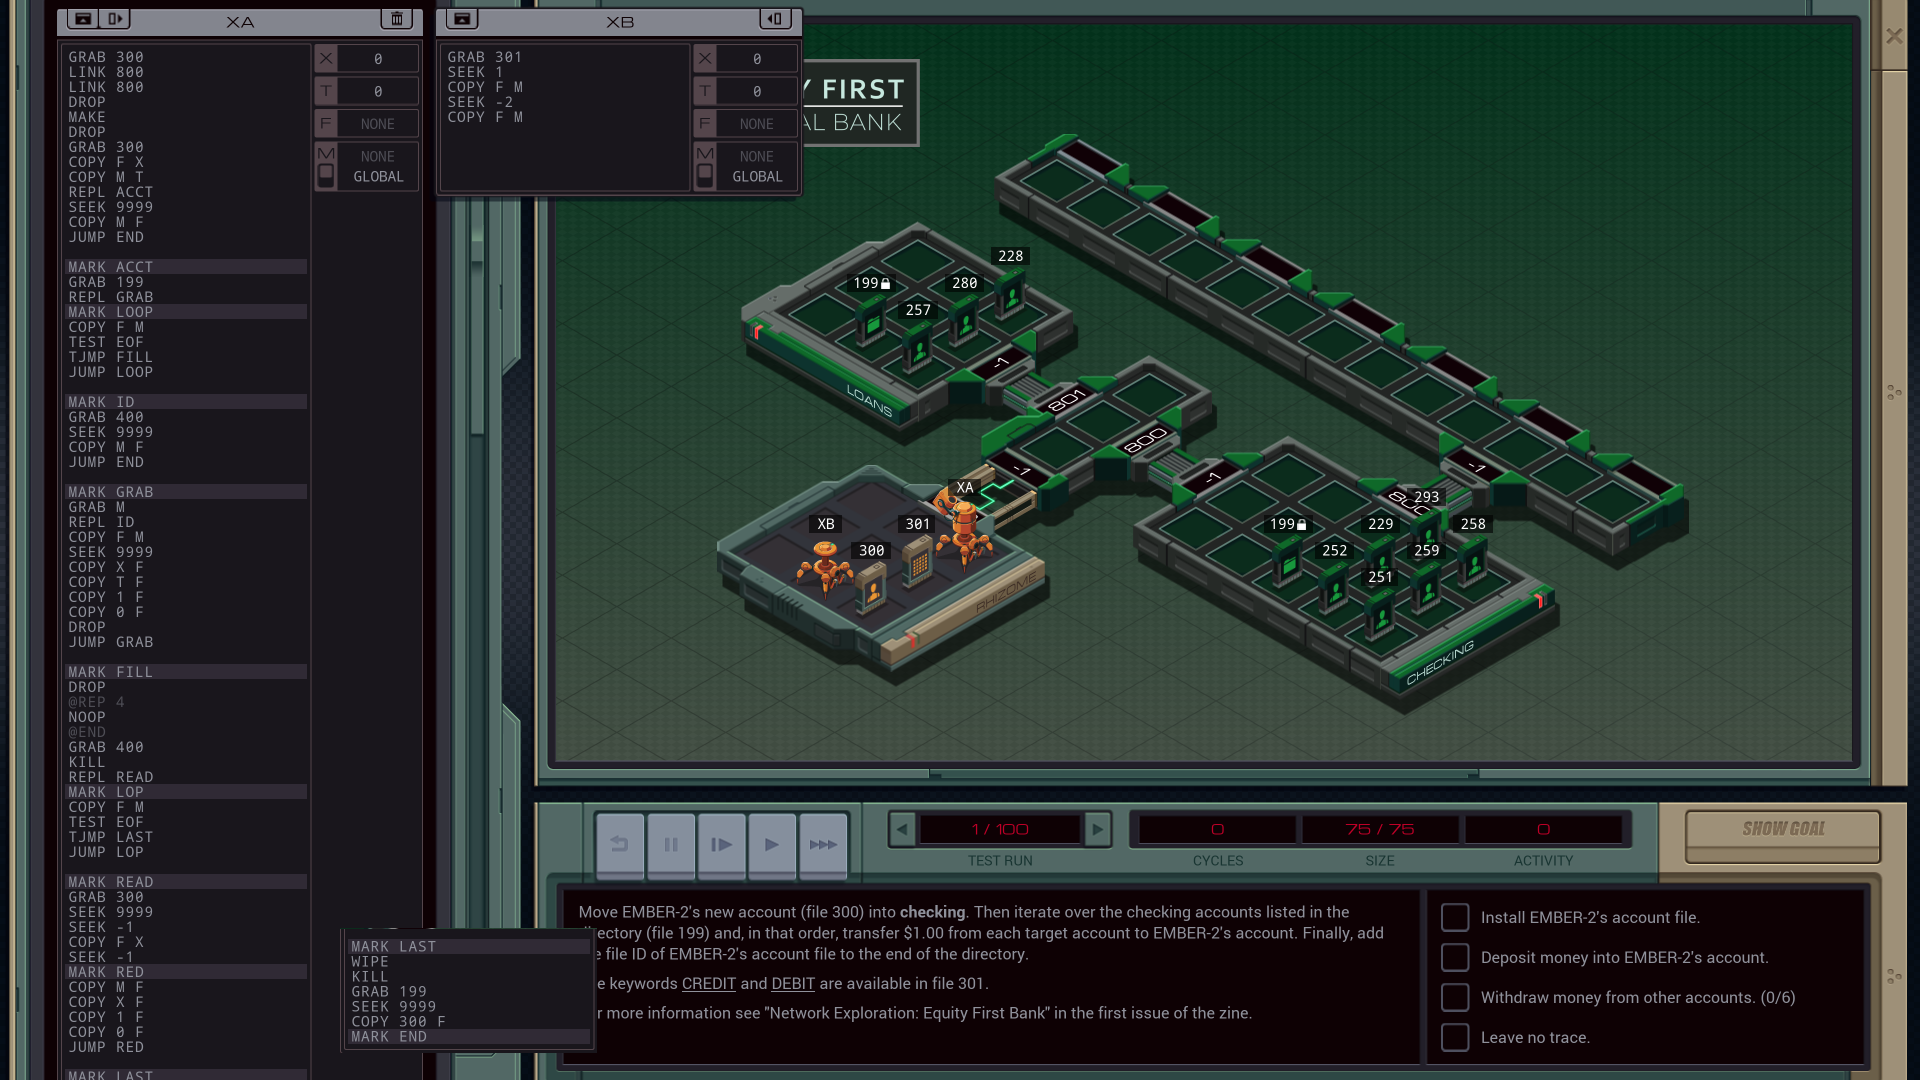 XA
GRAB 300
LINK 800
LINK 800
DROP
MAKE
DROP
GRAB 300
COPY F X
COPY M T
REPL ACCT
SEEK 9999
COPY M F
JUMP END
MARK ACCT
GRAB 199
REPL GRAB
MARK LOOP
COPY F M
TEST EOF
TJMP FILL
JUMP LOOP
MARK ID
GRAB 400
SEEK 9999
COPY M F
JUMP END
MARK GRAB
GRAB M
REPL ID
COPY F M
SEEK 9999
COPY X F
COPY T F
COPY 1 F
COPY 0 F
DROP
JUMP GRAB
MARK FILL
DROP
@REP 4
NOOP
@END
GRAB 400
KILL
REPL READ
MARK LOP
COPY F M
TEST EOF
TJMP LAST
JUMP LOP
MARK READ
GRAB 300
SEEK 9999
SEEK -1
COPY F X
SEEK -1
MARK RED
COPY M F
COPY X F
COPY 1 F
COPY 0 F
JUMP RED
MARK LAST
X 0
T 0
F NONE
M NONE
GLOBAL
MARK LAST
WIPE
KILL
GRAB 199
SEEK 9999
COPY 300 F
MARK END
XB
GRAB 301
SEEK 1
COPY F M
SEEK -2
COPY F M
X 0
T 0
F NONE
M NONE
GLOBAL
Y FIRST
AL BANK
228
199 280
257
-1
LOANS
801
800
-1
-1
-1
800
XA
XB 301
300
RHIZOME
293
199 229 258
252 259
251
CHECKING
1 / 100
TEST RUN
0
CYCLES
75 / 75
SIZE
0
ACTIVITY
SHOW GOAL
Move EMBER-2's new account (file 300) into checking. Then iterate over the checking accounts listed in the
irectory (file 199) and, in that order, transfer $1.00 from each target account to EMBER-2's account. Finally, add
e file ID of EMBER-2's account file to the end of the directory.
e keywords CREDIT and DEBIT are available in file 301.
r more information see "Network Exploration: Equity First Bank" in the first issue of the zine.
Install EMBER-2's account file.
Deposit money into EMBER-2's account.
Withdraw money from other accounts. (0/6)
Leave no trace.